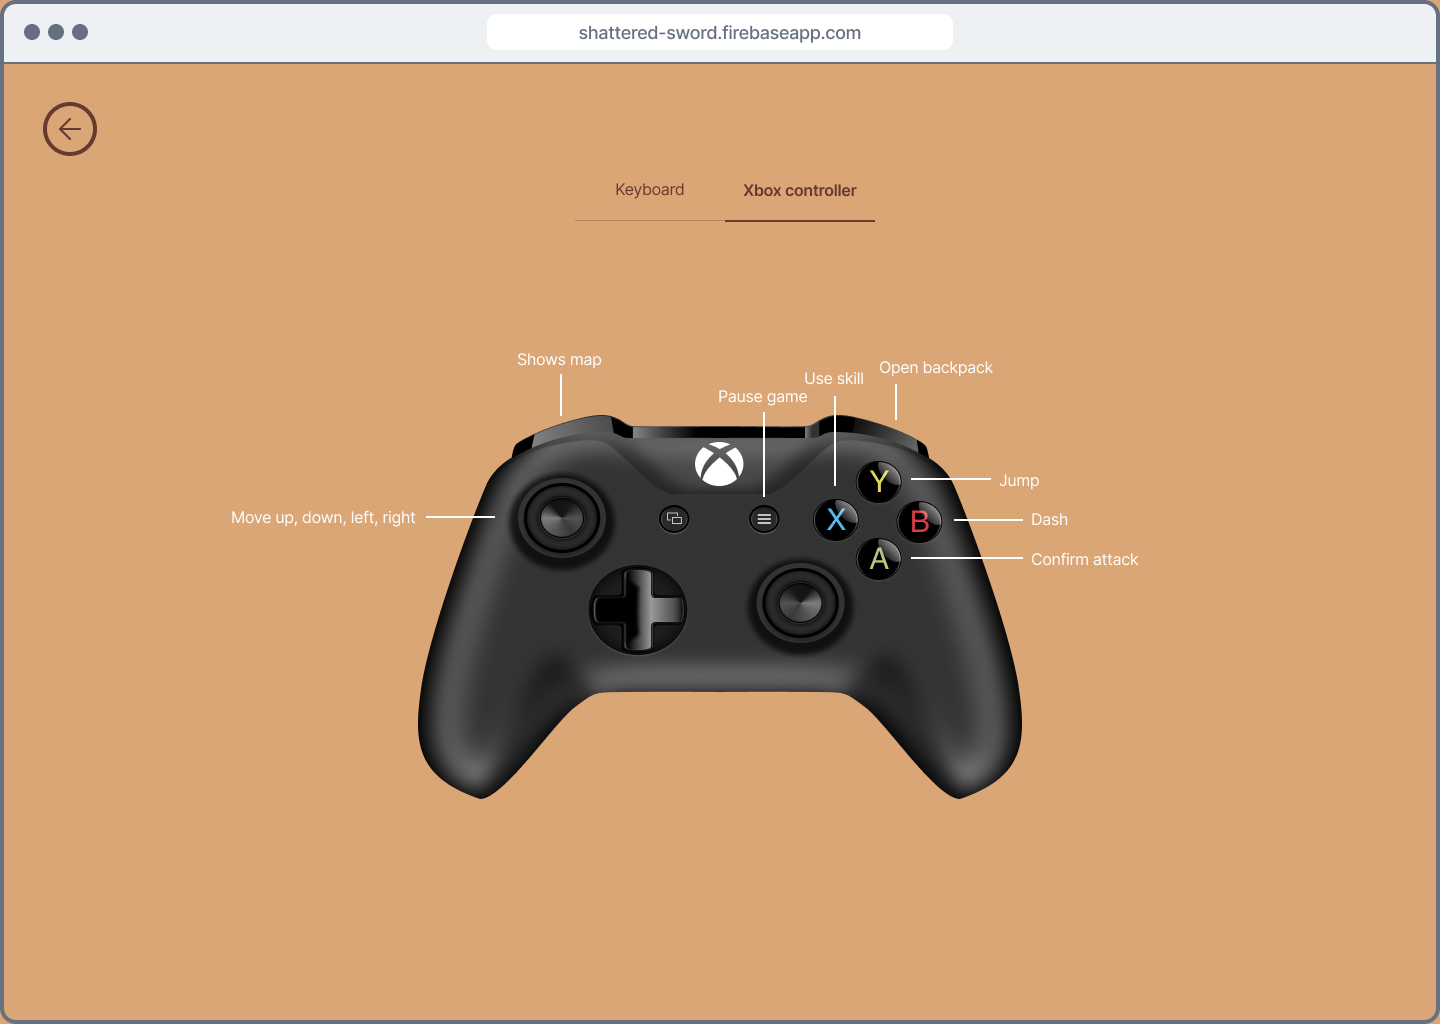 shattered-sword.firebaseapp.com
Keyboard
Xbox controller
Shows map
Open backpack
Use skill
Pause game
Y
Jump
Move up, down, left, right
X
B
Dash
A
Confirm attack